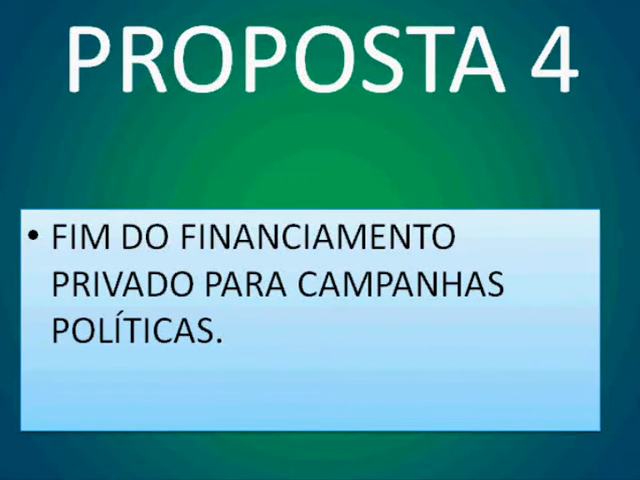 PROPOSTA 4
• FIM DO FINANCIAMENTO
PRIVADO PARA CAMPANHAS
POLÍTICAS.